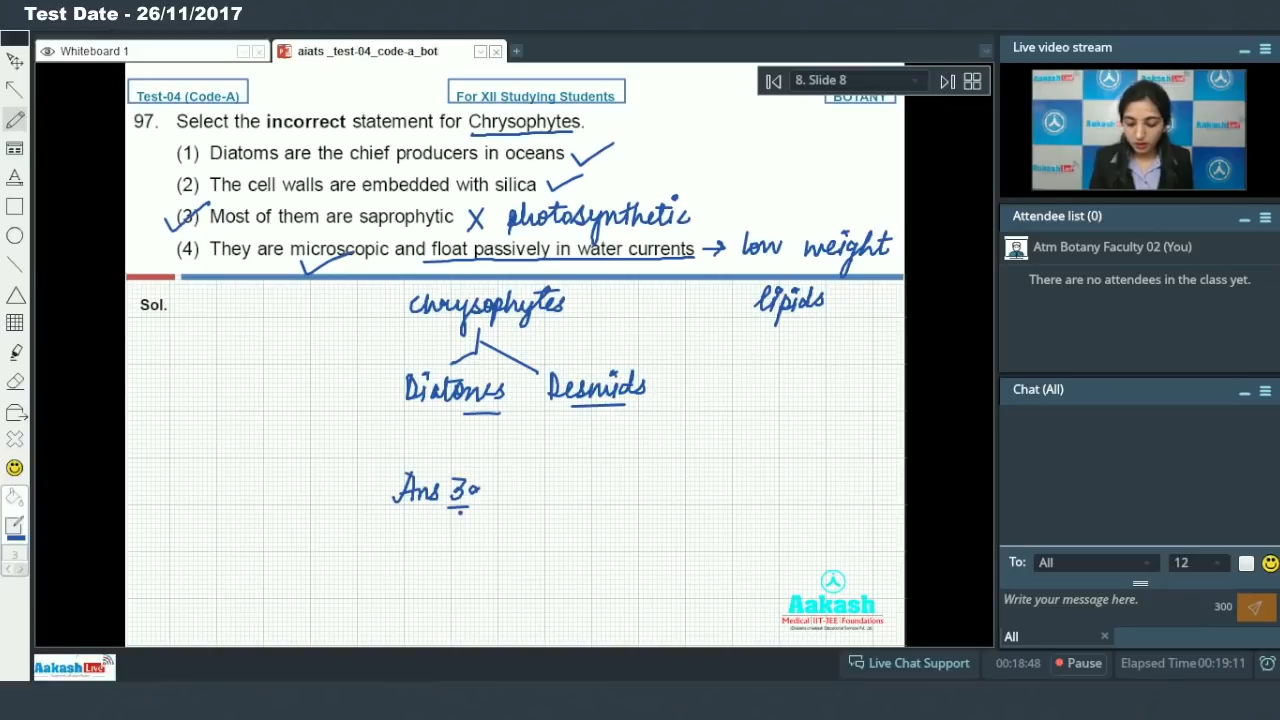 Test Date - 26/11/2017
Whiteboard 1
aiats _test-04_code-a_bot
Live video stream
8. Slide 8
Test-04 (Code-A)
For XII Studying Students
BOTANY
97. Select the incorrect statement for Chrysophytes.
(1) Diatoms are the chief producers in oceans
(2) The cell walls are embedded with silica
(3) Most of them are saprophytic X photosynthetic
(4) They are microscopic and float passively in water currents → low weight
lipids
Sol.
Chrysophytes
Diatoms Desmids
Ans 3
Aakash
Medical|IIT-JEE|Foundations
Attendee list (0)
Atm Botany Faculty 02 (You)
There are no attendees in the class yet.
Chat (All)
To: All 12
Write your message here. 300
All
3
Aakash Live
Live Chat Support
00:18:48
Pause
Elapsed Time 00:19:11